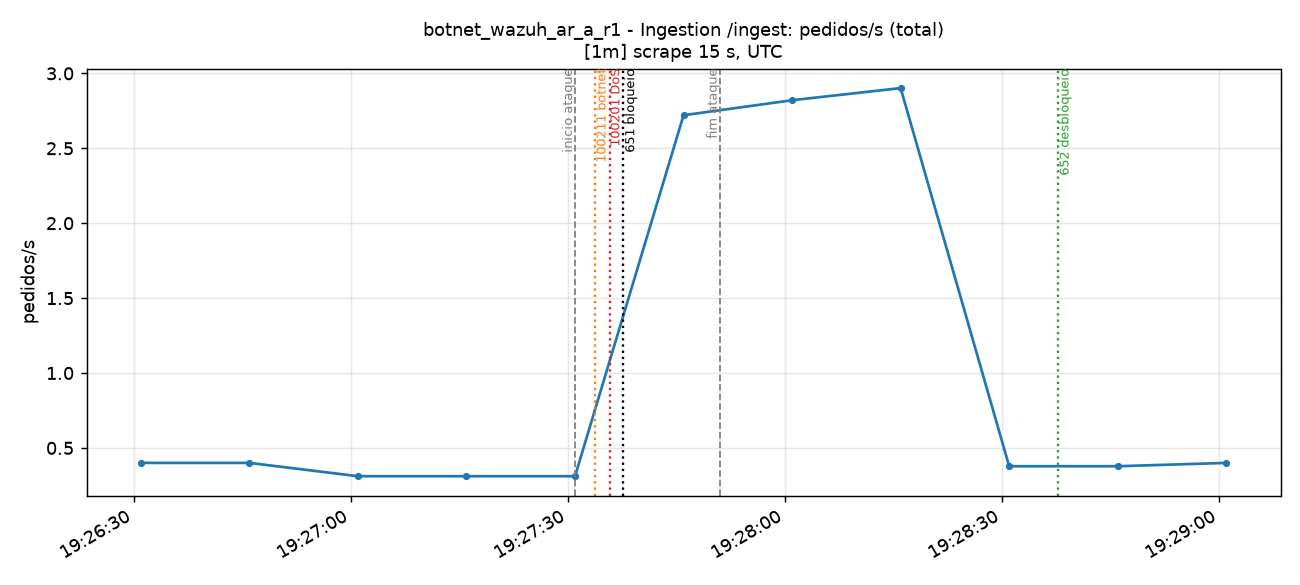 botnet_wazuh_ar_a_r1 - Ingestion /ingest: pedidos/s (total)
[1m] scrape 15 s, UTC
pedidos/s
3.0
2.5
2.0
1.5
1.0
0.5
inicio ataque
100211 botnet
100201 DoS
651 bloqueio
fim ataque
652 desbloqueio
19:26:30
19:27:00
19:27:30
19:28:00
19:28:30
19:29:00